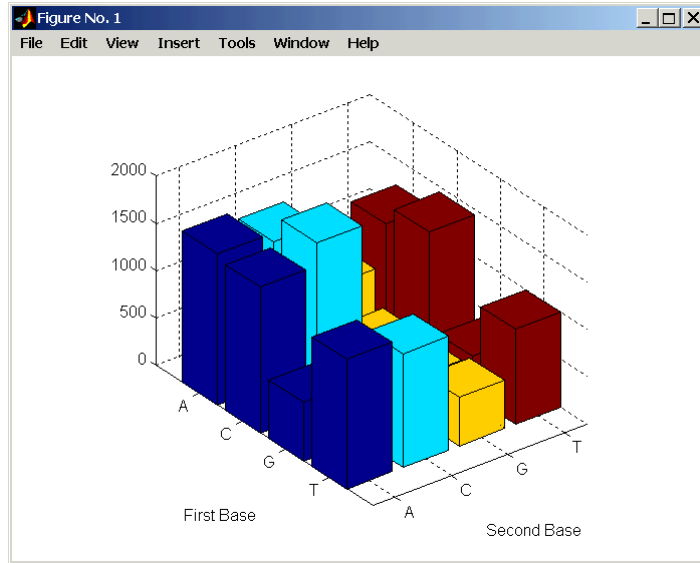 Figure No. 1
File Edit View Insert Tools Window Help
2000
1500
1000
500
0
A
C
G
T
First Base
A
C
G
T
Second Base